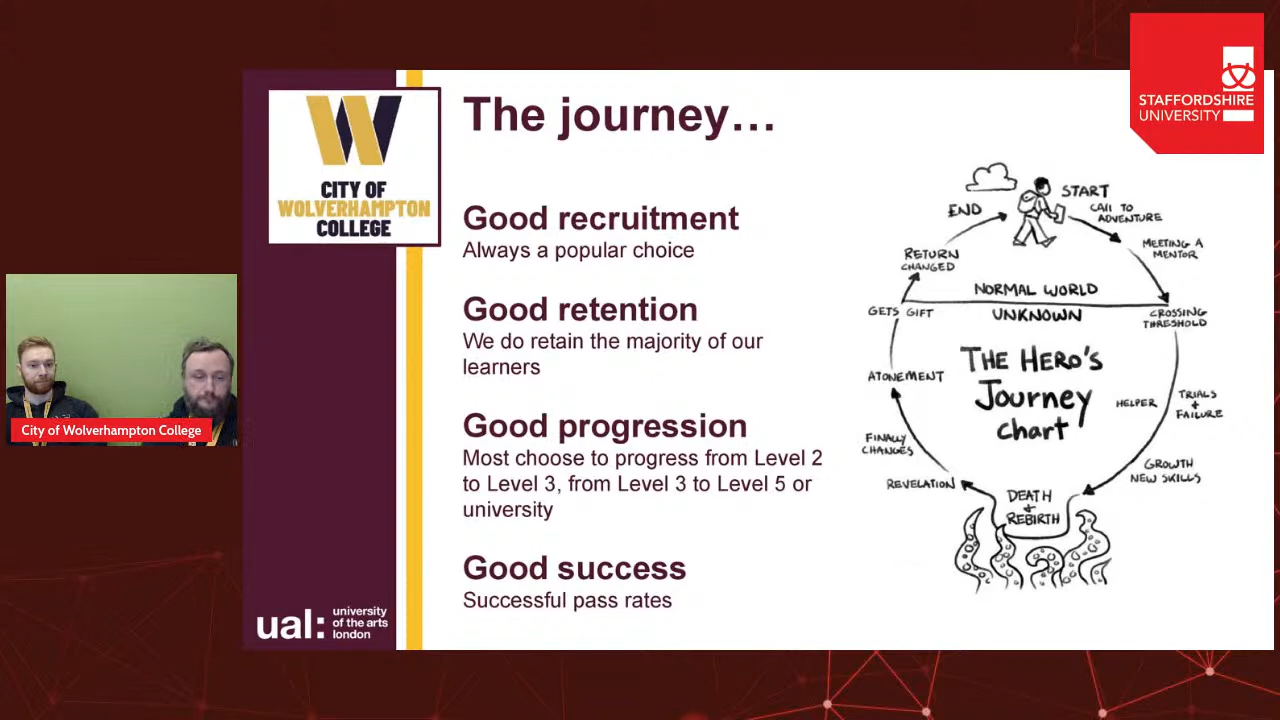 STAFFORDSHIRE
UNIVERSITY
CITY OF
WOLVERHAMPTON
COLLEGE
The journey…
Good recruitment
Always a popular choice
Good retention
We do retain the majority of our
learners
Good progression
Most choose to progress from Level 2
to Level 3, from Level 3 to Level 5 or
university
Good success
Successful pass rates
START
CALL TO
ADVENTURE
MEETING A
MENTOR
CROSSING
THRESHOLD
TRIALS
+
FAILURE
HELPER
GROWTH
NEW SKILLS
DEATH
+
REBIRTH
REVELATION
FINALLY
CHANGES
ATONEMENT
GETS GIFT
RETURN
CHANGED
END
NORMAL WORLD
UNKNOWN
THE HERO'S
JOURNEY
CHART
City of Wolverhampton College
ual:
university
of the arts
london